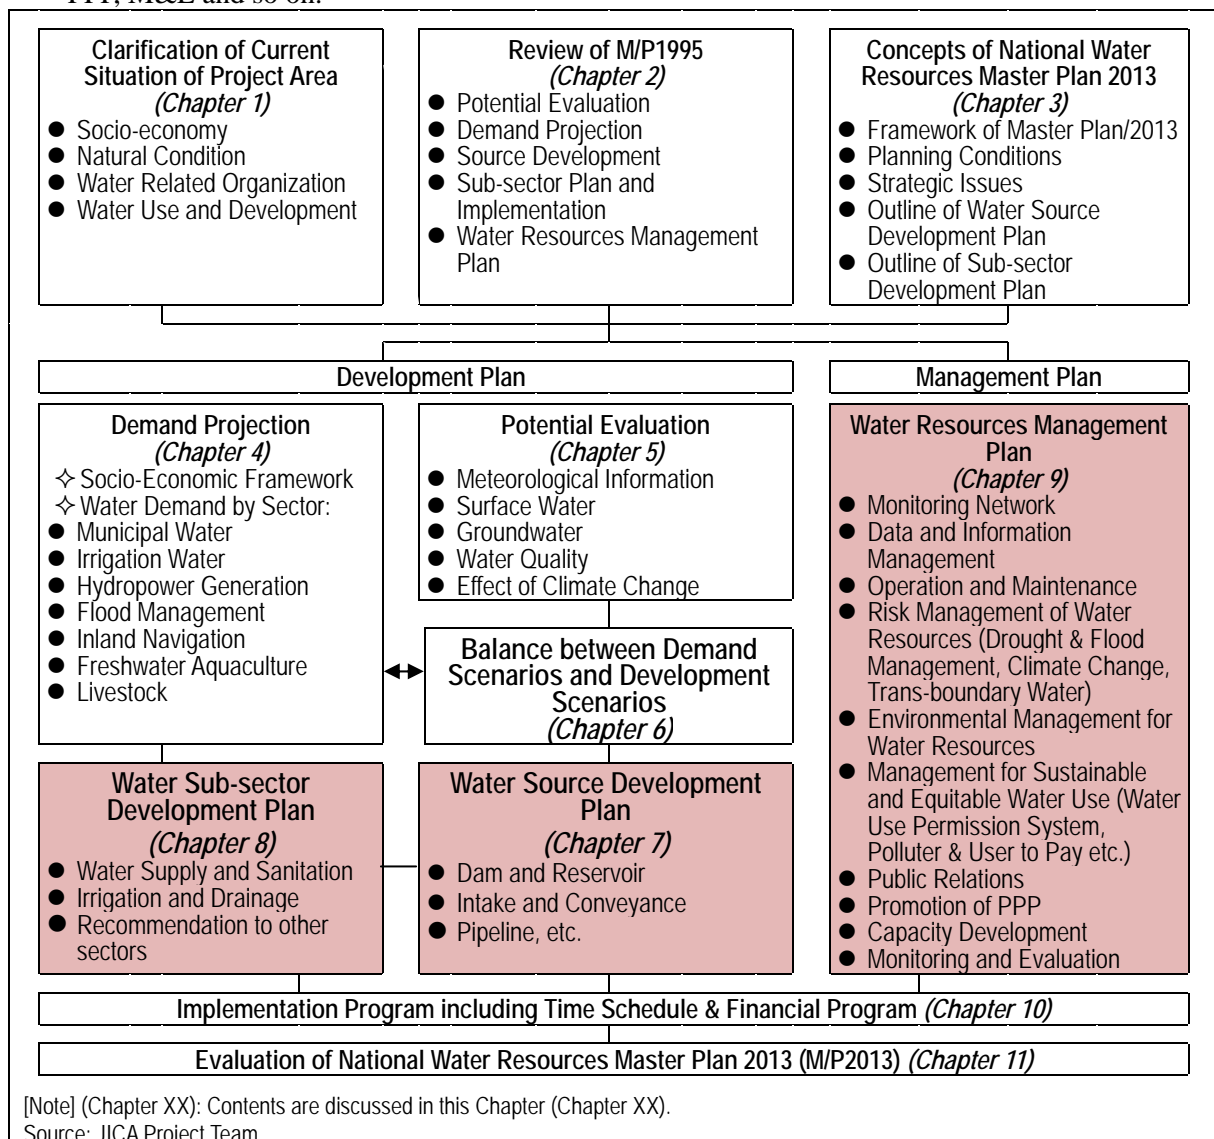 PPP, M&E and so on.
Clarification of Current
Situation of Project Area
(Chapter 1)
● Socio-economy
● Natural Condition
● Water Related Organization
● Water Use and Development
Review of M/P1995
(Chapter 2)
● Potential Evaluation
● Demand Projection
● Source Development
● Sub-sector Plan and
Implementation
● Water Resources Management
Plan
Concepts of National Water
Resources Master Plan 2013
(Chapter 3)
● Framework of Master Plan/2013
● Planning Conditions
● Strategic Issues
● Outline of Water Source
Development Plan
● Outline of Sub-sector
Development Plan
Development Plan
Management Plan
Demand Projection
(Chapter 4)
✧ Socio-Economic Framework
✧ Water Demand by Sector:
● Municipal Water
● Irrigation Water
● Hydropower Generation
● Flood Management
● Inland Navigation
● Freshwater Aquaculture
● Livestock
Potential Evaluation
(Chapter 5)
● Meteorological Information
● Surface Water
● Groundwater
● Water Quality
● Effect of Climate Change
Balance between Demand
Scenarios and Development
Scenarios
(Chapter 6)
Water Resources Management
Plan
(Chapter 9)
● Monitoring Network
● Data and Information
Management
● Operation and Maintenance
● Risk Management of Water
Resources (Drought & Flood
Management, Climate Change,
Trans-boundary Water)
● Environmental Management for
Water Resources
● Management for Sustainable
and Equitable Water Use (Water
Use Permission System,
Polluter & User to Pay etc.)
● Public Relations
● Promotion of PPP
● Capacity Development
● Monitoring and Evaluation
Water Sub-sector
Development Plan
(Chapter 8)
● Water Supply and Sanitation
● Irrigation and Drainage
● Recommendation to other
sectors
Water Source Development
Plan
(Chapter 7)
● Dam and Reservoir
● Intake and Conveyance
● Pipeline, etc.
Implementation Program including Time Schedule & Financial Program (Chapter 10)
Evaluation of National Water Resources Master Plan 2013 (M/P2013) (Chapter 11)
[Note] (Chapter XX): Contents are discussed in this Chapter (Chapter XX).
Source: JICA Project Team